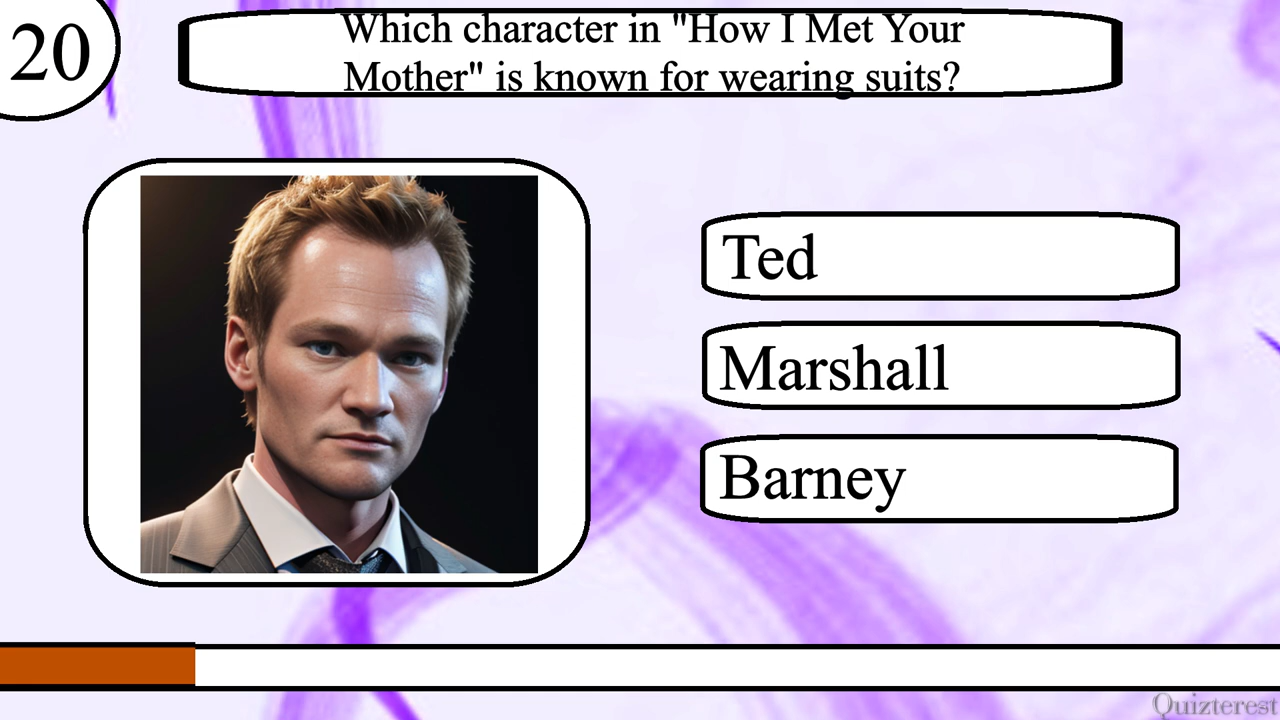 20
Which character in "How I Met Your
Mother" is known for wearing suits?
Ted
Marshall
Barney
Quizterest